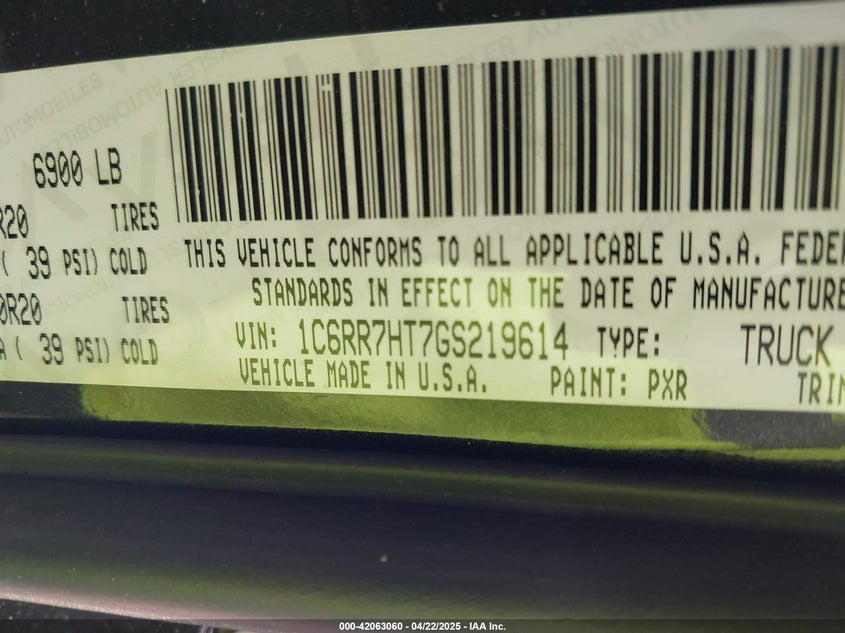 6900 LB
R20 TIRES
( 39 PSI) COLD
0R20 TIRES
A ( 39 PSI) COLD
THIS VEHICLE CONFORMS TO ALL APPLICABLE U.S.A. FEDER
STANDARDS IN EFFECT ON THE DATE OF MANUFACTURE
VIN: 1C6RR7HT7GS219614 TYPE: TRUCK
VEHICLE MADE IN U.S.A. PAINT: PXR TRIM
000-42063060 - 04/22/2025 - IAA Inc.